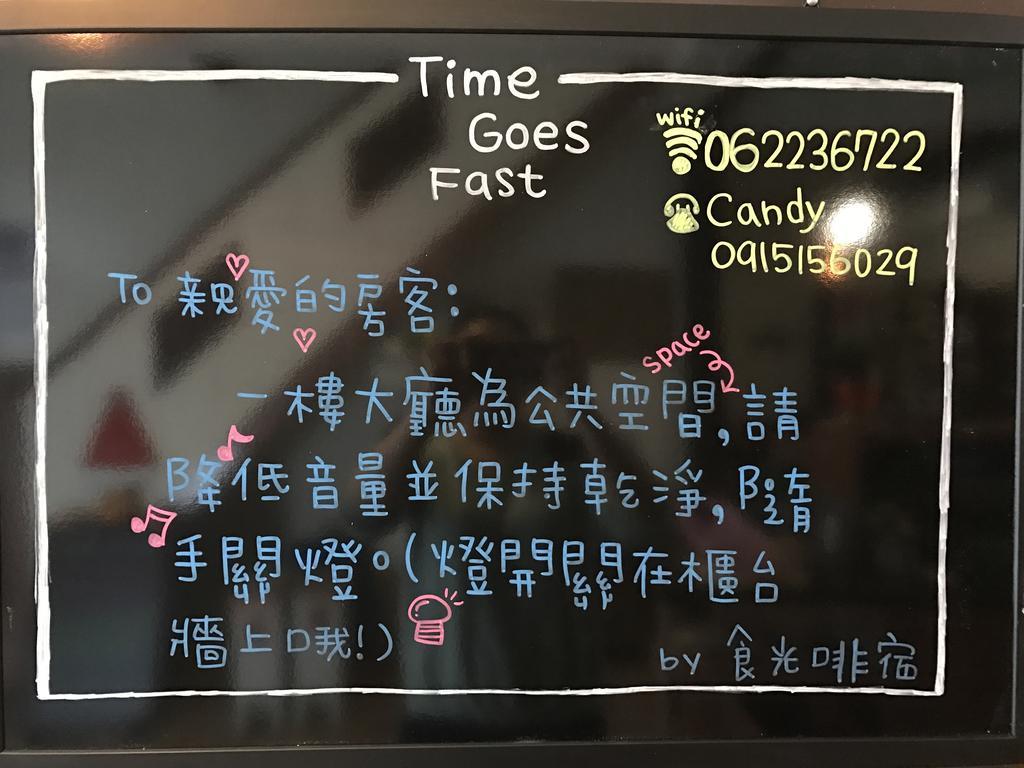 Time
Goes
Fast
wifi
062236722
Candy
0915156029
To 親愛的房客:
space
一樓大廳為公共空間,請
降低音量並保持乾淨,隨
手關燈。(燈開關在櫃台
牆上口我!)
by 食光啡宿